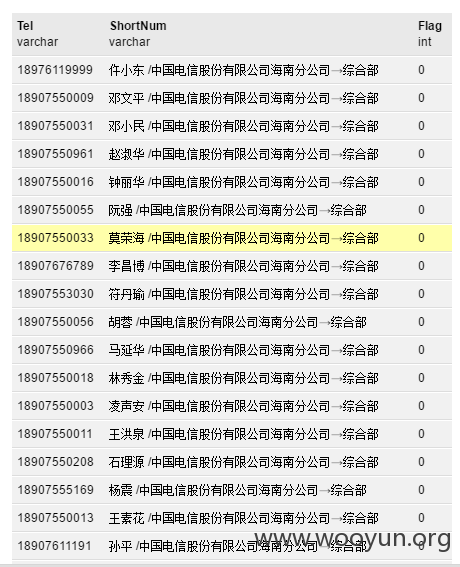 Tel ShortNum Flag
varchar varchar int
18976119999 仵小东 /中国电信股份有限公司海南分公司→综合部 0
18907550009 邓文平 /中国电信股份有限公司海南分公司→综合部 0
18907550031 邓小民 /中国电信股份有限公司海南分公司→综合部 0
18907550961 赵淑华 /中国电信股份有限公司海南分公司→综合部 0
18907550016 钟丽华 /中国电信股份有限公司海南分公司→综合部 0
18907550055 阮强 /中国电信股份有限公司海南分公司→综合部 0
18907550033 莫荣海 /中国电信股份有限公司海南分公司→综合部 0
18907676789 李昌博 /中国电信股份有限公司海南分公司→综合部 0
18907553030 符丹瑜 /中国电信股份有限公司海南分公司→综合部 0
18907550056 胡蓉 /中国电信股份有限公司海南分公司→综合部 0
18907550966 马延华 /中国电信股份有限公司海南分公司→综合部 0
18907550018 林秀金 /中国电信股份有限公司海南分公司→综合部 0
18907550003 凌声安 /中国电信股份有限公司海南分公司→综合部 0
18907550011 王洪泉 /中国电信股份有限公司海南分公司→综合部 0
18907550208 石理源 /中国电信股份有限公司海南分公司→综合部 0
18907555169 杨震 /中国电信股份有限公司海南分公司→综合部 0
18907550013 王素花 /中国电信股份有限公司海南分公司→综合部 0
18907611191 孙平 /中国电信股份有限公司海南分公司→综合部 0
www.wooyun.org